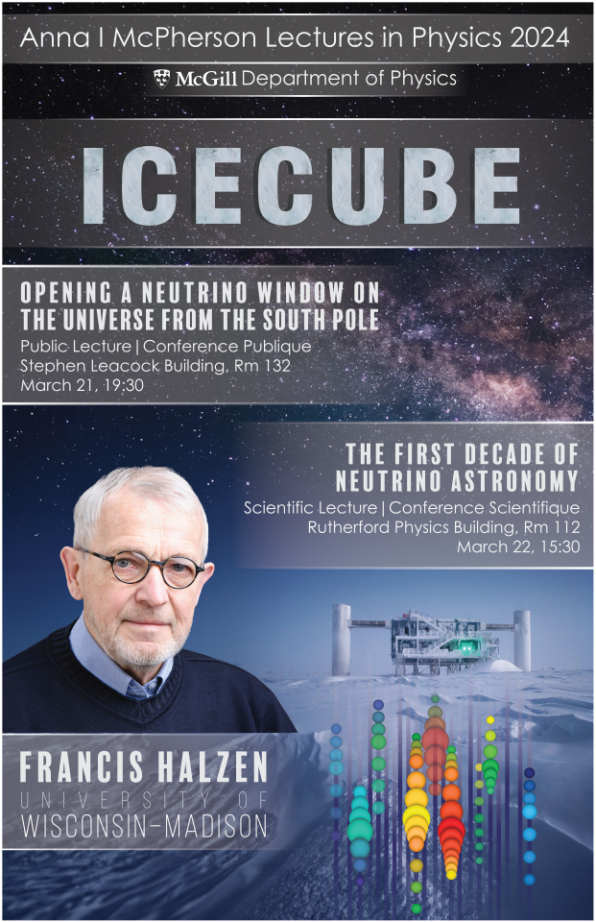 Anna I McPherson Lectures in Physics 2024
McGill Department of Physics
ICECUBE
OPENING A NEUTRINO WINDOW ON
THE UNIVERSE FROM THE SOUTH POLE
Public Lecture | Conference Publique
Stephen Leacock Building, Rm 132
March 21, 19:30
THE FIRST DECADE OF
NEUTRINO ASTRONOMY
Scientific Lecture | Conference Scientifique
Rutherford Physics Building, Rm 112
March 22, 15:30
FRANCIS HALZEN
UNIVERSITY OF
WISCONSIN–MADISON